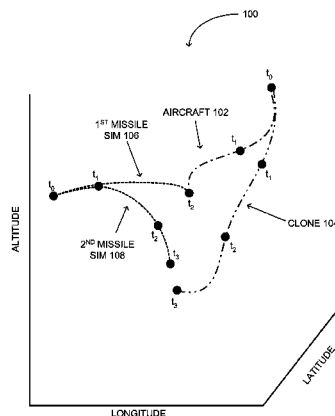 100
t0
AIRCRAFT 102
1ST MISSILE
SIM 106
t1
t1
t1
t0
t2
CLONE 104
t2
t2
2ND MISSILE
SIM 108
t3
t3
ALTITUDE
LATITUDE
LONGITUDE